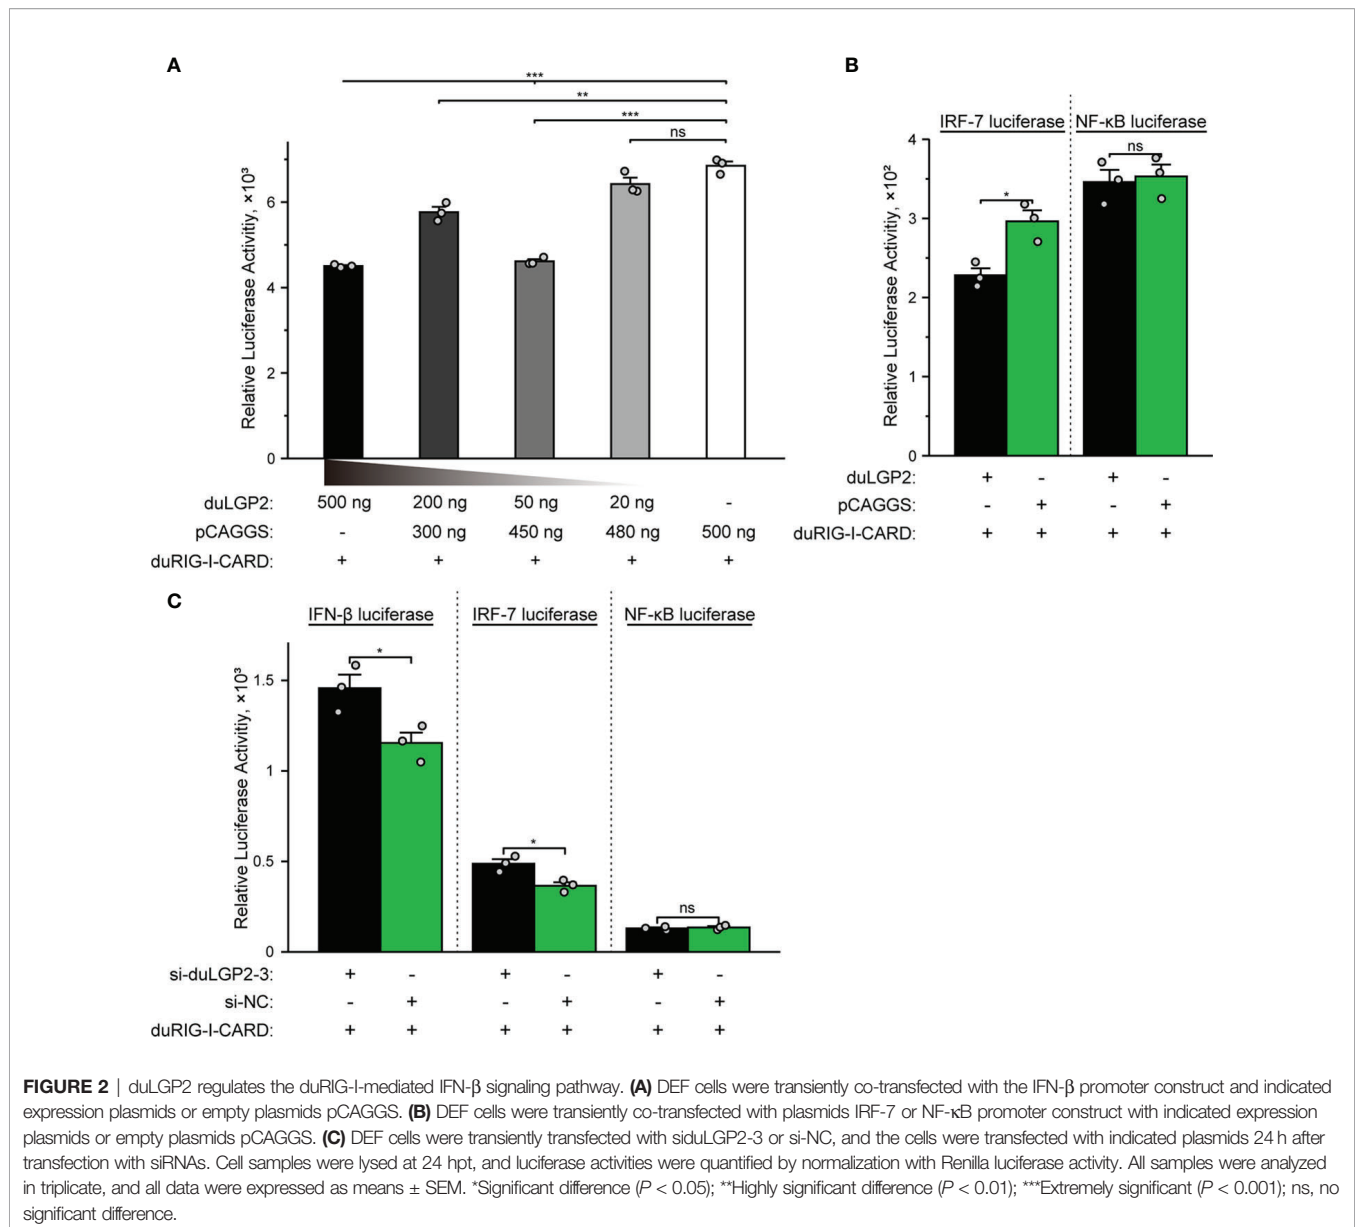 A
***
**
***
ns
Relative Luciferase Activitiy, ×10³
6
4
2
0
duLGP2: 500 ng 200 ng 50 ng 20 ng -
pCAGGS: - 300 ng 450 ng 480 ng 500 ng
duRIG-I-CARD: + + + + +
B
IRF-7 luciferase NF-κB luciferase
*
ns
Relative Luciferase Activitiy, ×10²
4
3
2
1
0
duLGP2: + - + -
pCAGGS: - + - +
duRIG-I-CARD: + + + +
C
IFN-β luciferase IRF-7 luciferase NF-κB luciferase
*
*
ns
Relative Luciferase Activitiy, ×10³
1.5
1
0.5
0
si-duLGP2-3: + - + - + -
si-NC: - + - + - +
duRIG-I-CARD: + + + + + +
FIGURE 2 | duLGP2 regulates the duRIG-I-mediated IFN-β signaling pathway. (A) DEF cells were transiently co-transfected with the IFN-β promoter construct and indicated
expression plasmids or empty plasmids pCAGGS. (B) DEF cells were transiently co-transfected with plasmids IRF-7 or NF-κB promoter construct with indicated expression
plasmids or empty plasmids pCAGGS. (C) DEF cells were transiently transfected with siduLGP2-3 or si-NC, and the cells were transfected with indicated plasmids 24 h after
transfection with siRNAs. Cell samples were lysed at 24 hpt, and luciferase activities were quantified by normalization with Renilla luciferase activity. All samples were analyzed
in triplicate, and all data were expressed as means ± SEM. *Significant difference (P < 0.05); **Highly significant difference (P < 0.01); ***Extremely significant (P < 0.001); ns, no
significant difference.